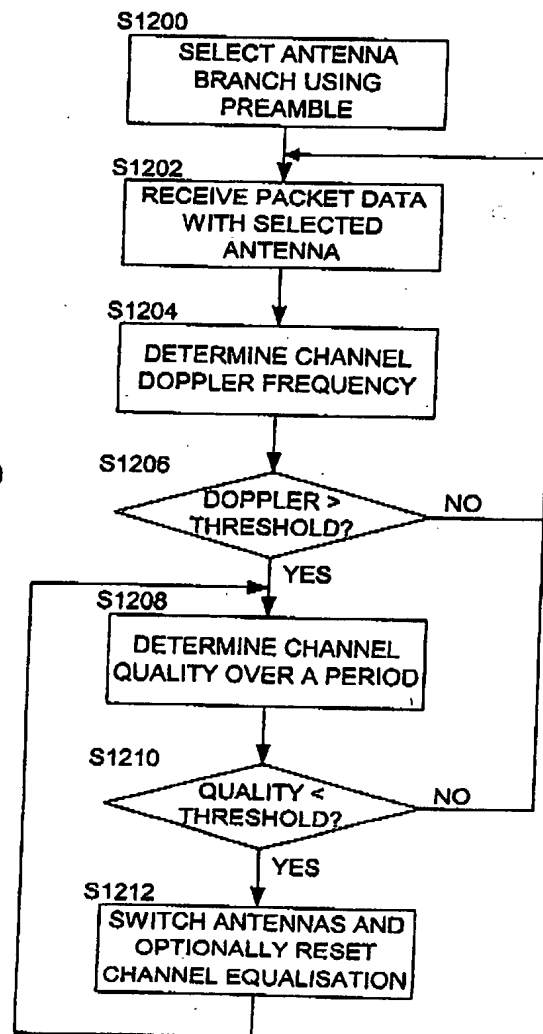 S1200
SELECT ANTENNA
BRANCH USING
PREAMBLE
S1202
RECEIVE PACKET DATA
WITH SELECTED
ANTENNA
S1204
DETERMINE CHANNEL
DOPPLER FREQUENCY
S1206
DOPPLER >
THRESHOLD?
NO
YES
S1208
DETERMINE CHANNEL
QUALITY OVER A PERIOD
S1210
QUALITY <
THRESHOLD?
NO
YES
S1212
SWITCH ANTENNAS AND
OPTIONALLY RESET
CHANNEL EQUALISATION